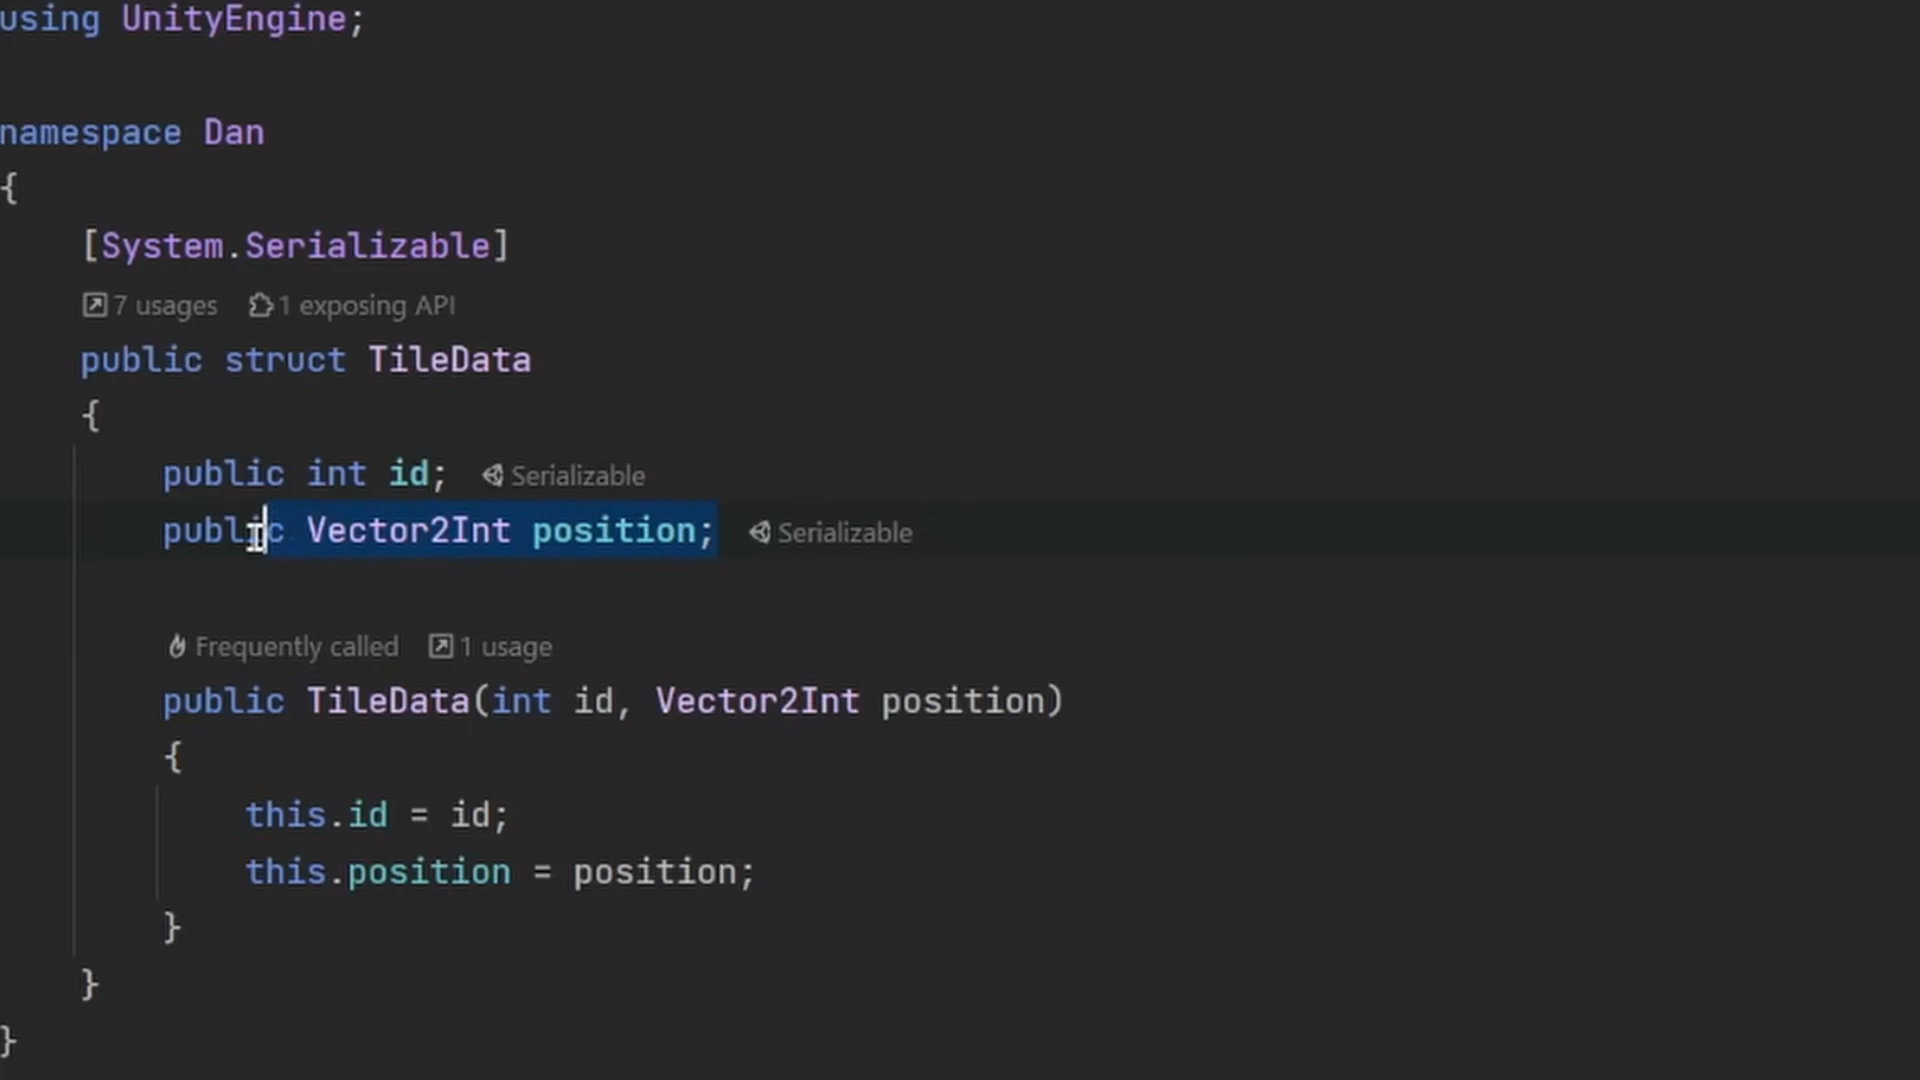 using UnityEngine;
namespace Dan
{
[System.Serializable]
7 usages 1 exposing API
public struct TileData
{
public int id; Serializable
public Vector2Int position; Serializable
Frequently called 1 usage
public TileData(int id, Vector2Int position)
{
this.id = id;
this.position = position;
}
}
}